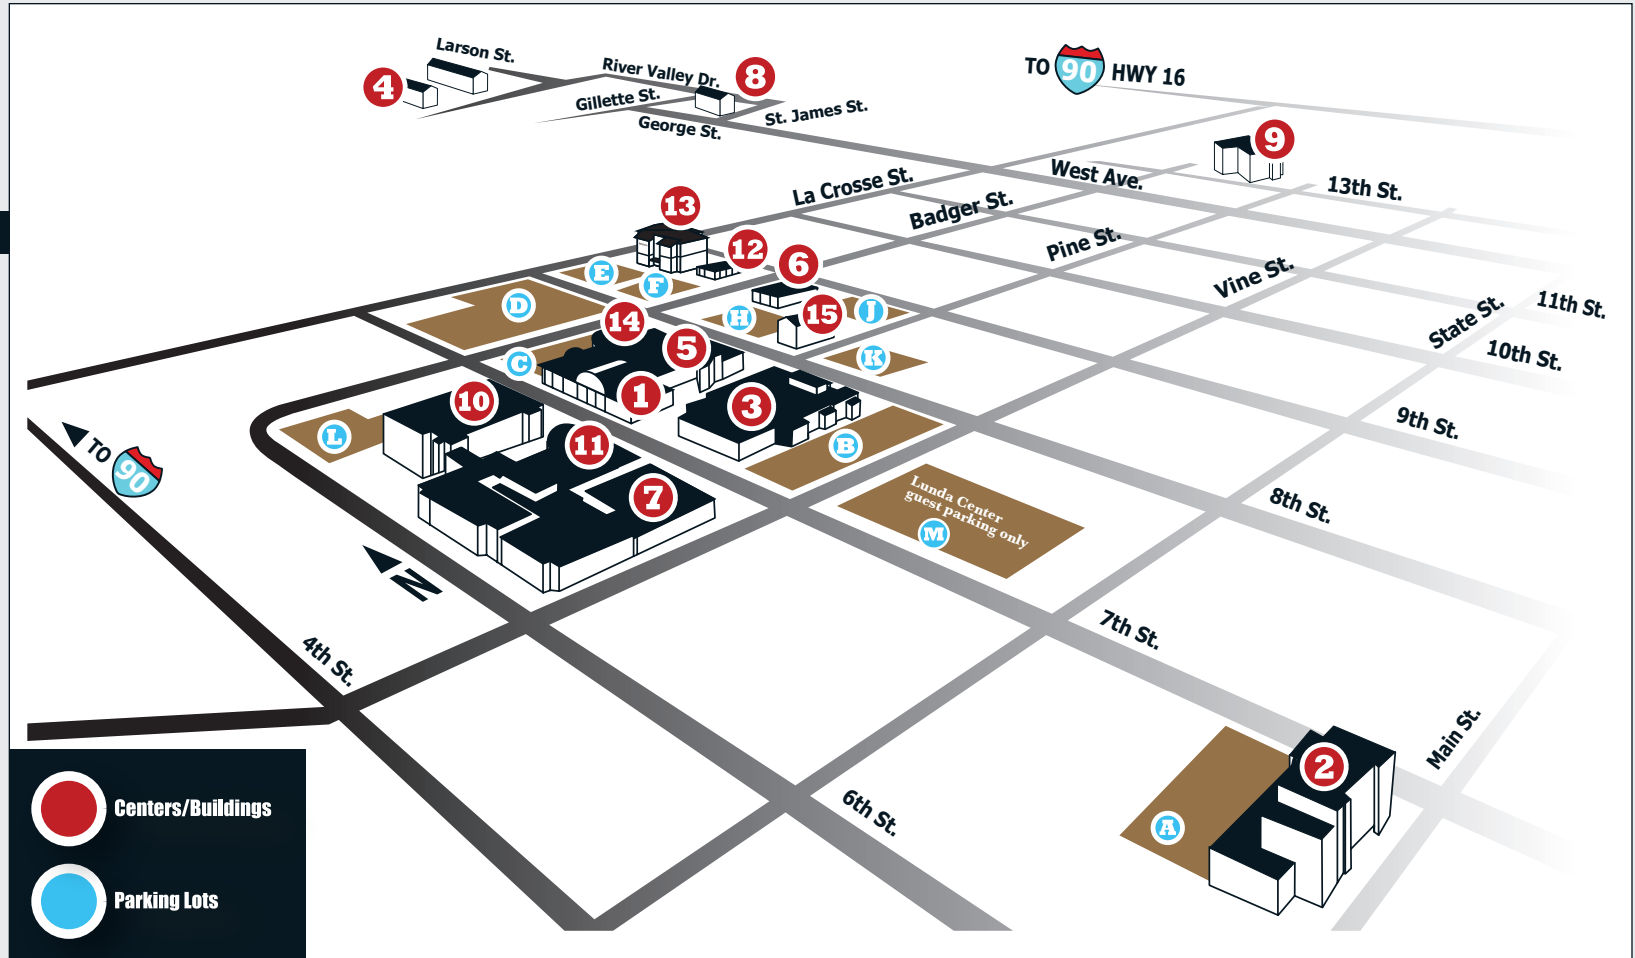 Larson St.
4
River Valley Dr.
8
Gillette St.
St. James St.
George St.
TO 90 HWY 16
9
West Ave.
13th St.
La Crosse St.
Badger St.
Pine St.
Vine St.
State St.
11th St.
10th St.
9th St.
8th St.
7th St.
Main St.
6th St.
4th St.
13
12
6
E
F
D
H
15
J
14
5
C
K
1
3
10
L
11
B
7
Lunda Center
guest parking only
M
TO 90
N
2
A
Centers/Buildings
Parking Lots